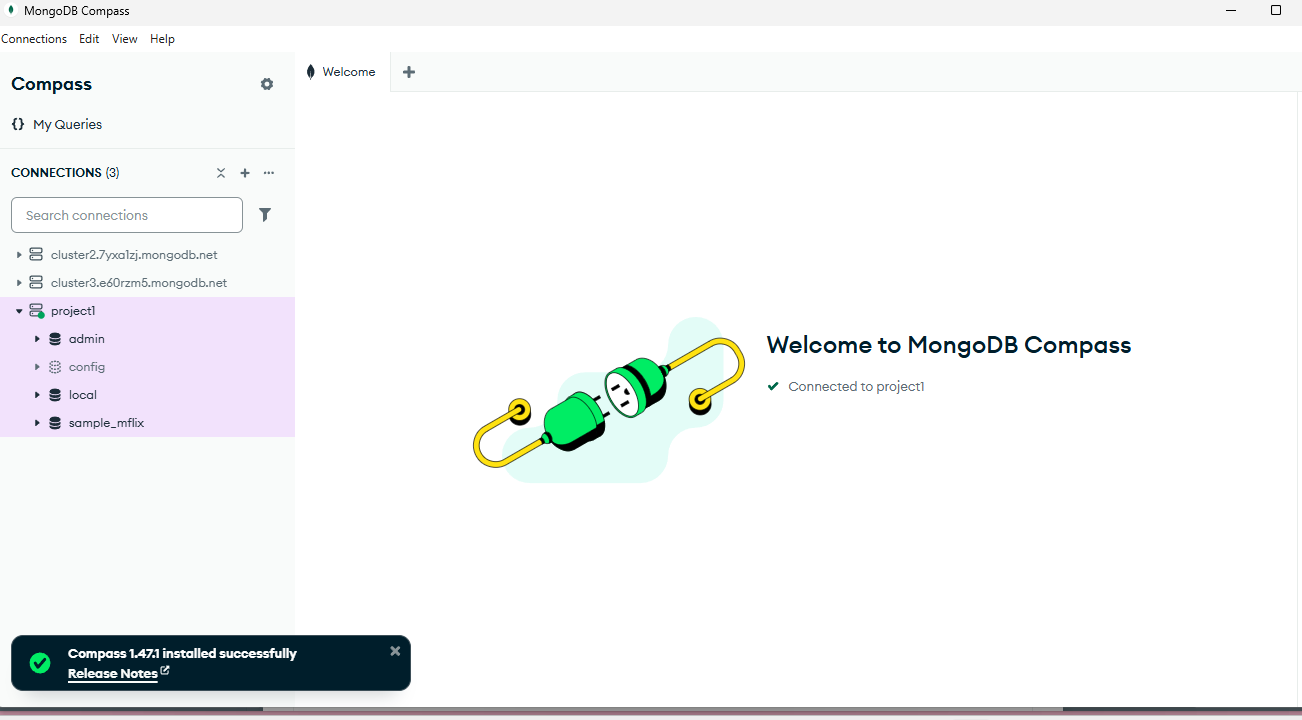 MongoDB Compass
Connections Edit View Help
Compass
{} My Queries
CONNECTIONS (3)
Search connections
cluster2.7yxa1zj.mongodb.net
cluster3.e60rzm5.mongodb.net
project1
admin
config
local
sample_mflix
Welcome
Welcome to MongoDB Compass
Connected to project1
Compass 1.47.1 installed successfully
Release Notes